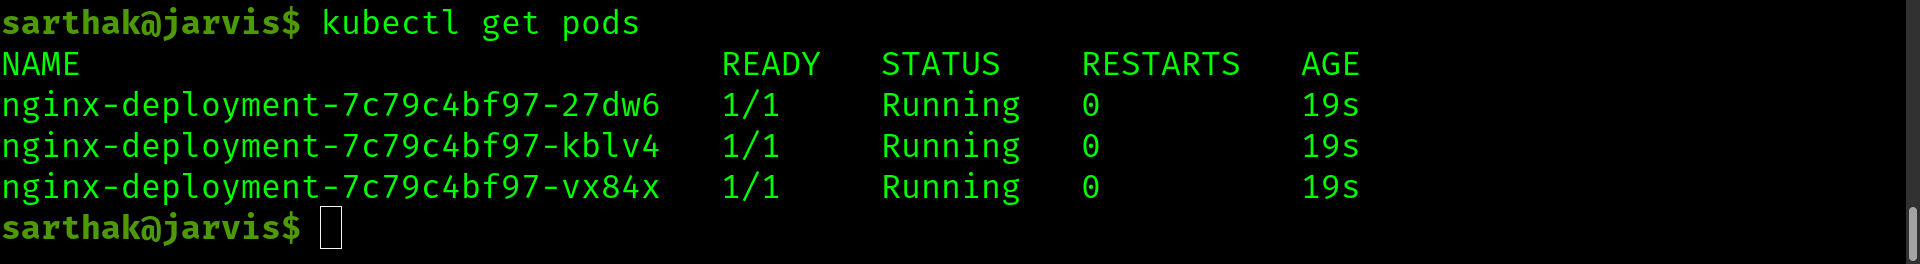 sarthak@jarvis$ kubectl get pods
NAME                                READY   STATUS    RESTARTS   AGE
nginx-deployment-7c79c4bf97-27dw6   1/1     Running   0          19s
nginx-deployment-7c79c4bf97-kblv4   1/1     Running   0          19s
nginx-deployment-7c79c4bf97-vx84x   1/1     Running   0          19s
sarthak@jarvis$